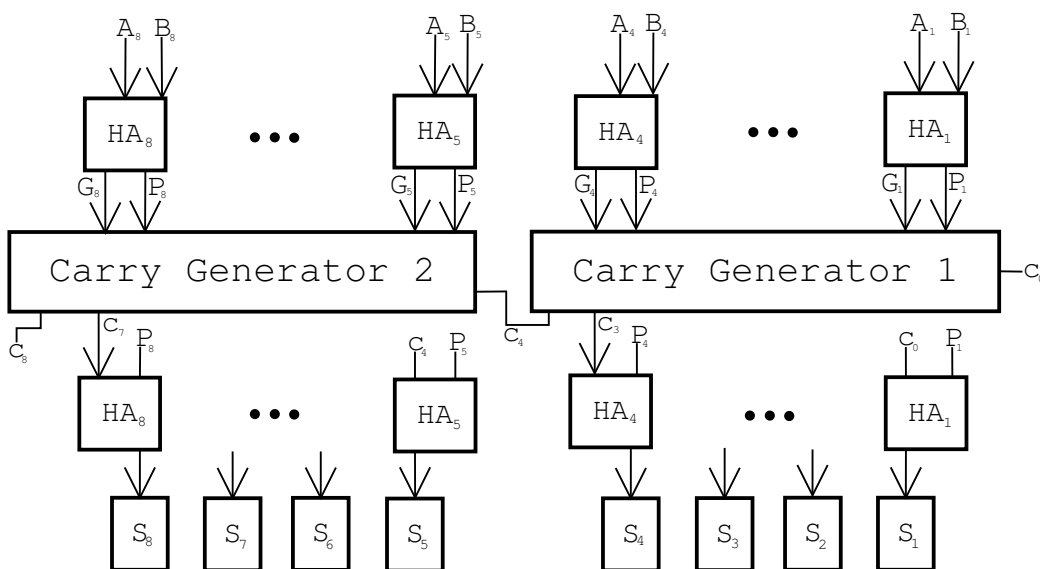 A₈ B₈ A₅ B₅ A₄ B₄ A₁ B₁
HA₈ HA₅ HA₄ HA₁
G₈ P₈ G₅ P₅ G₄ P₄ G₁ P₁
Carry Generator 2 Carry Generator 1 C₀
C₈ C₇ P₈ C₄ P₅ C₄ C₃ P₄ C₀ P₁
HA₈ HA₅ HA₄ HA₁
S₈ S₇ S₆ S₅ S₄ S₃ S₂ S₁